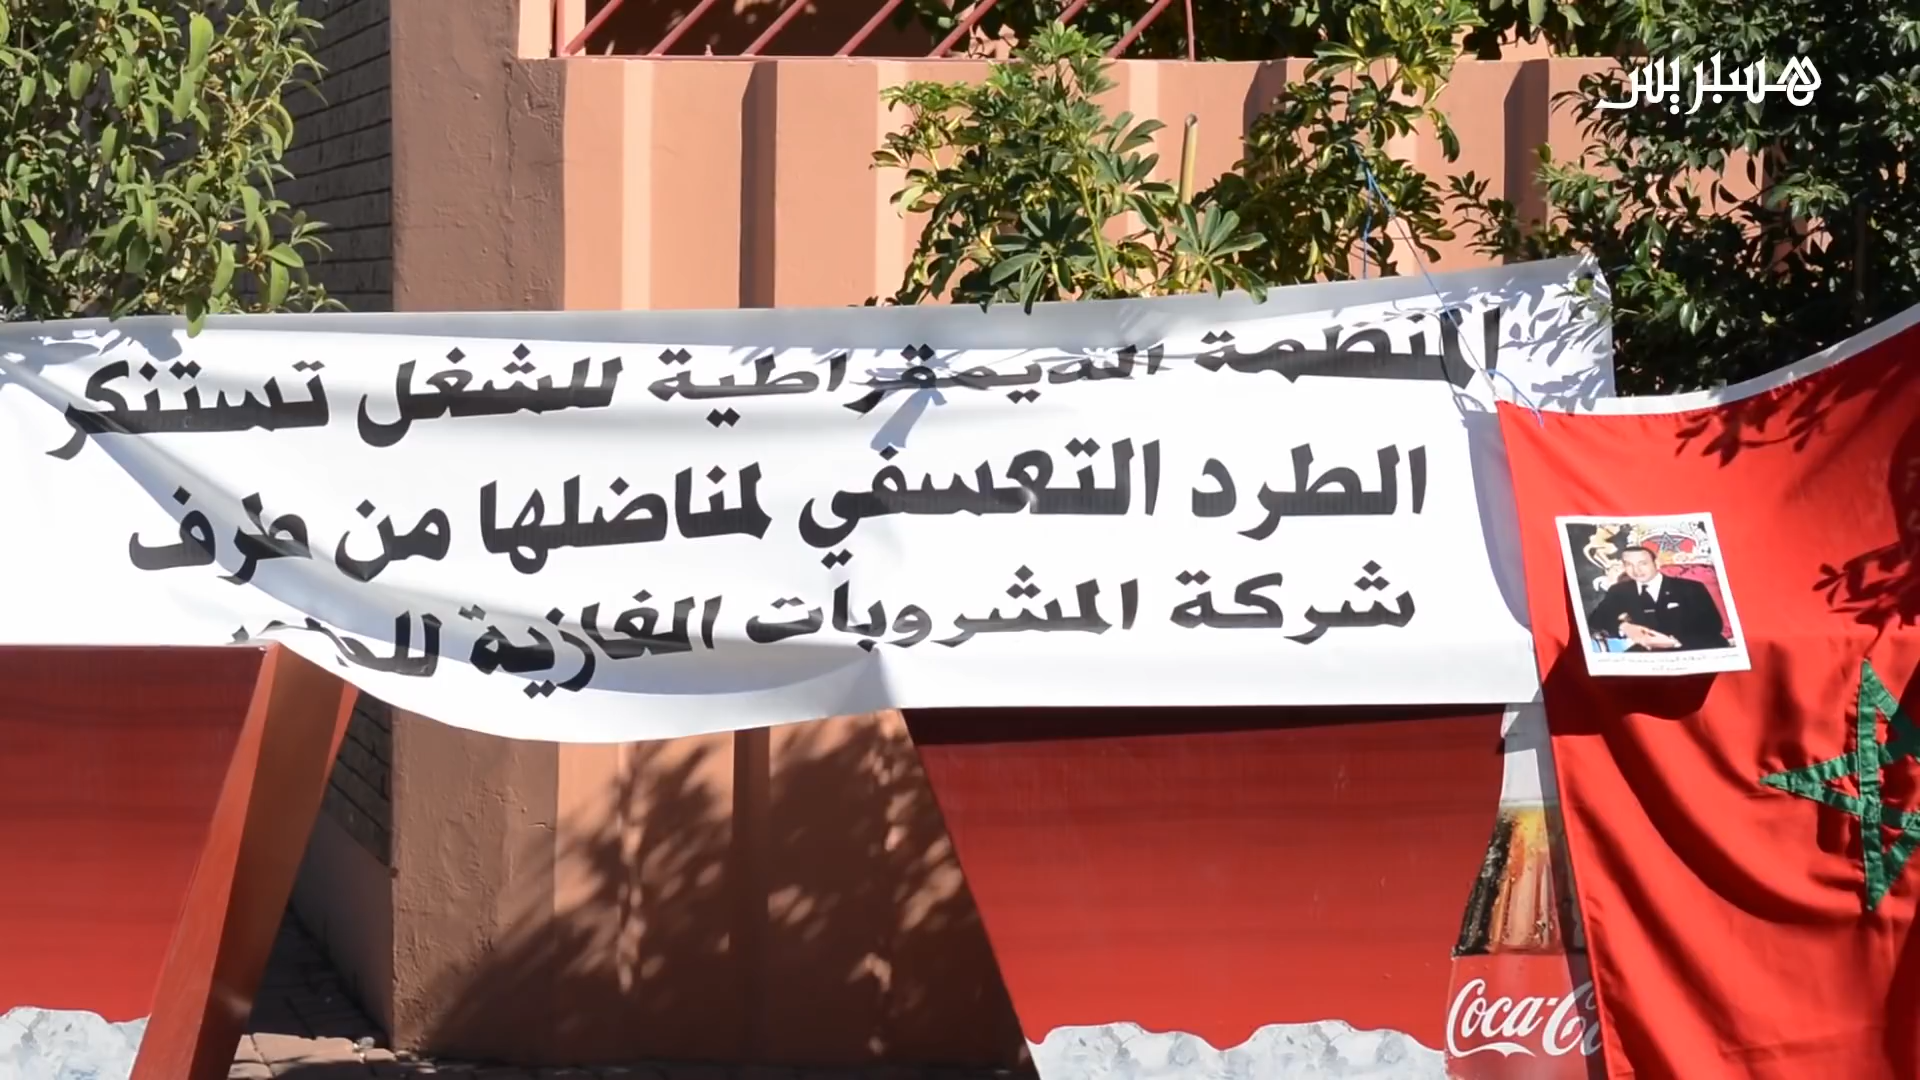 هسبريس
المنظمة الديمقراطية للشغل تستنكر
الطرد التعسفي لمناضلها من طرف
شركة المشروبات الغازية
Coca-Co